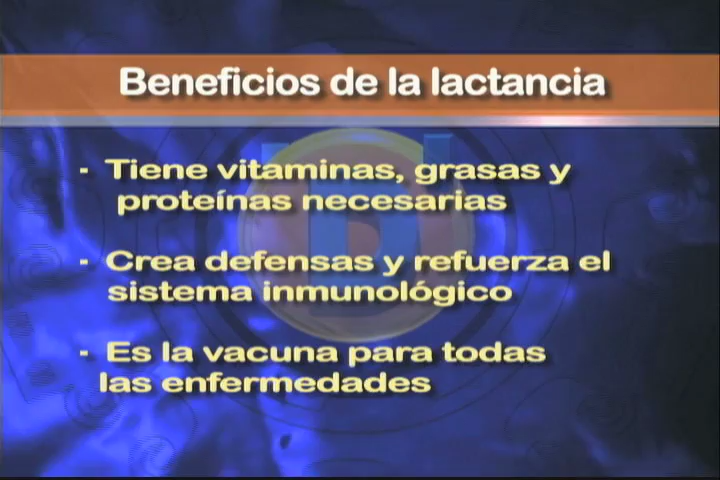 Beneficios de la lactancia
- Tiene vitaminas, grasas y
proteínas necesarias
- Crea defensas y refuerza el
sistema inmunológico
- Es la vacuna para todas
las enfermedades